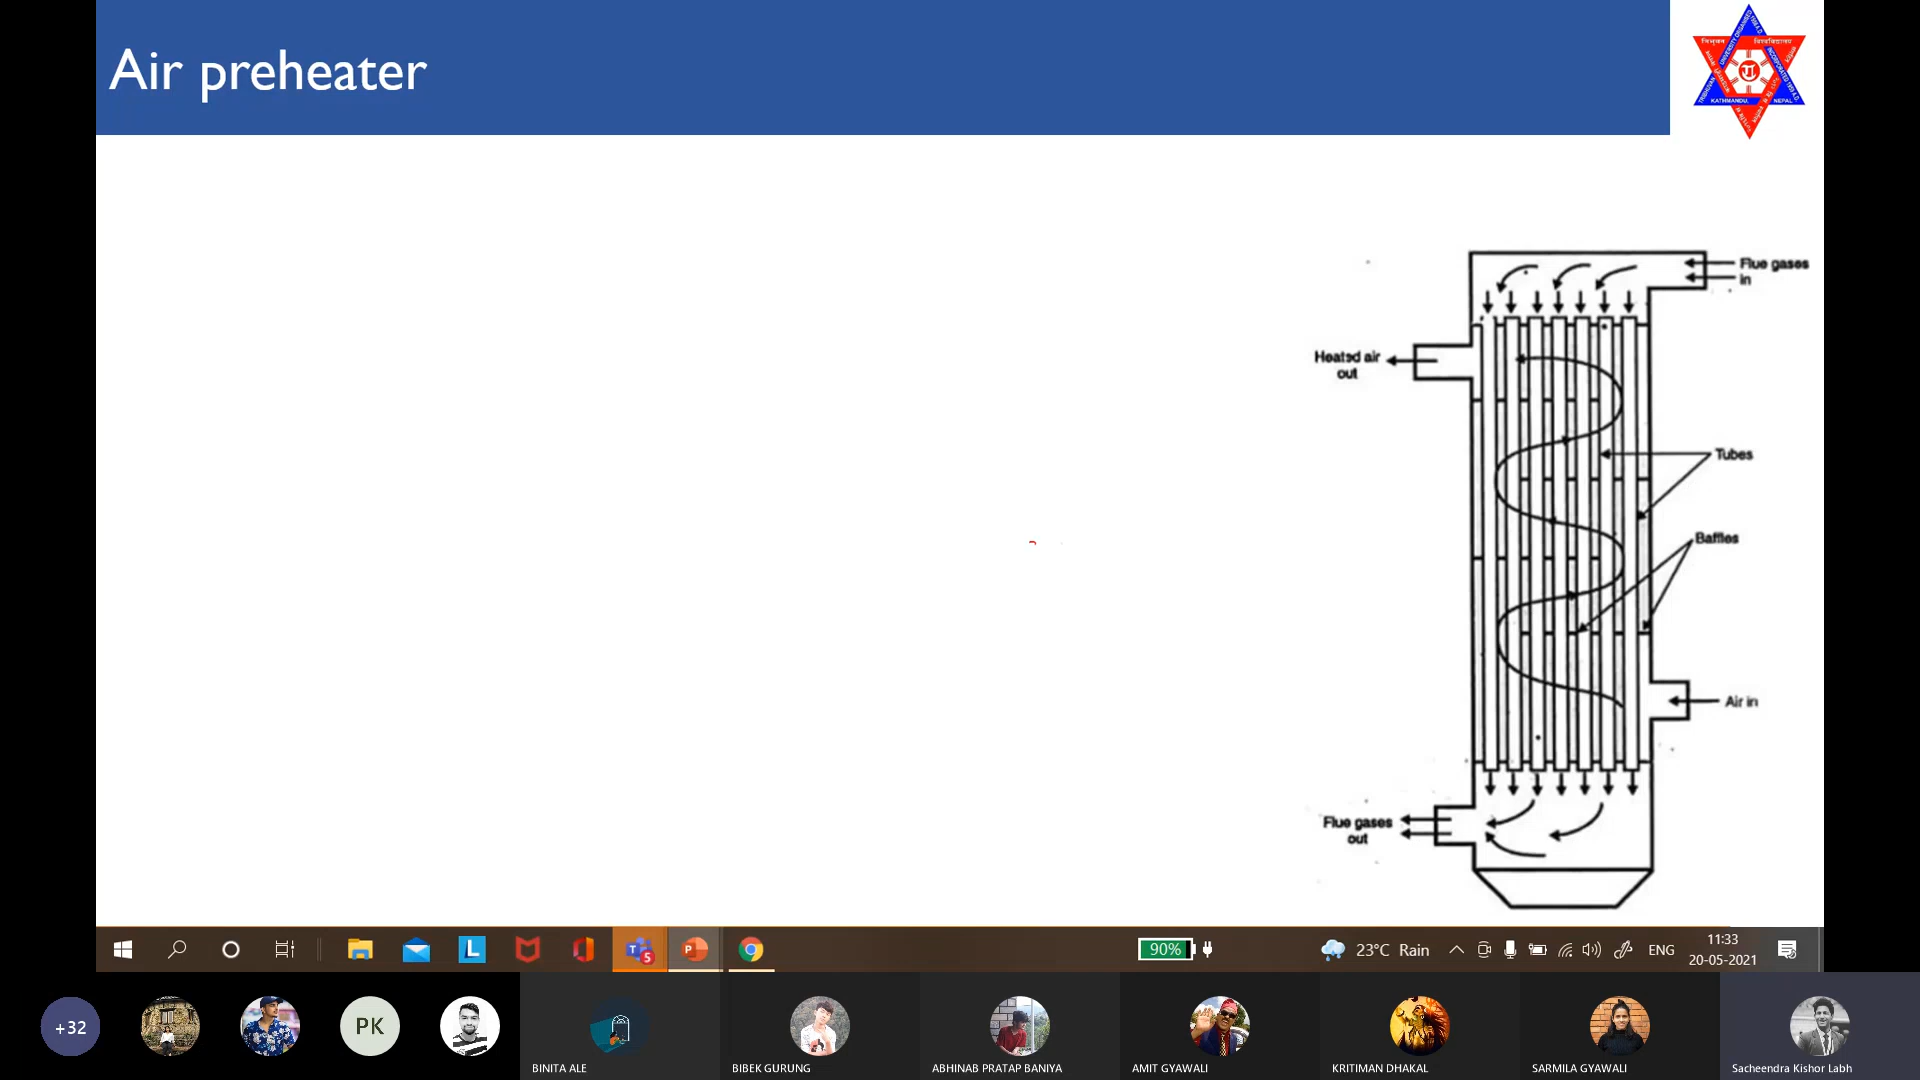 Air preheater
KATHMANDU, NEPAL
Flue gases
in
Heated air
out
Tubes
Baffles
Air in
Flue gases
out
90%
23°C Rain
ENG
11:33
20-05-2021
+32
PK
BINITA ALE
BIBEK GURUNG
ABHINAB PRATAP BANIYA
AMIT GYAWALI
KRITIMAN DHAKAL
SARMILA GYAWALI
Sacheendra Kishor Labh